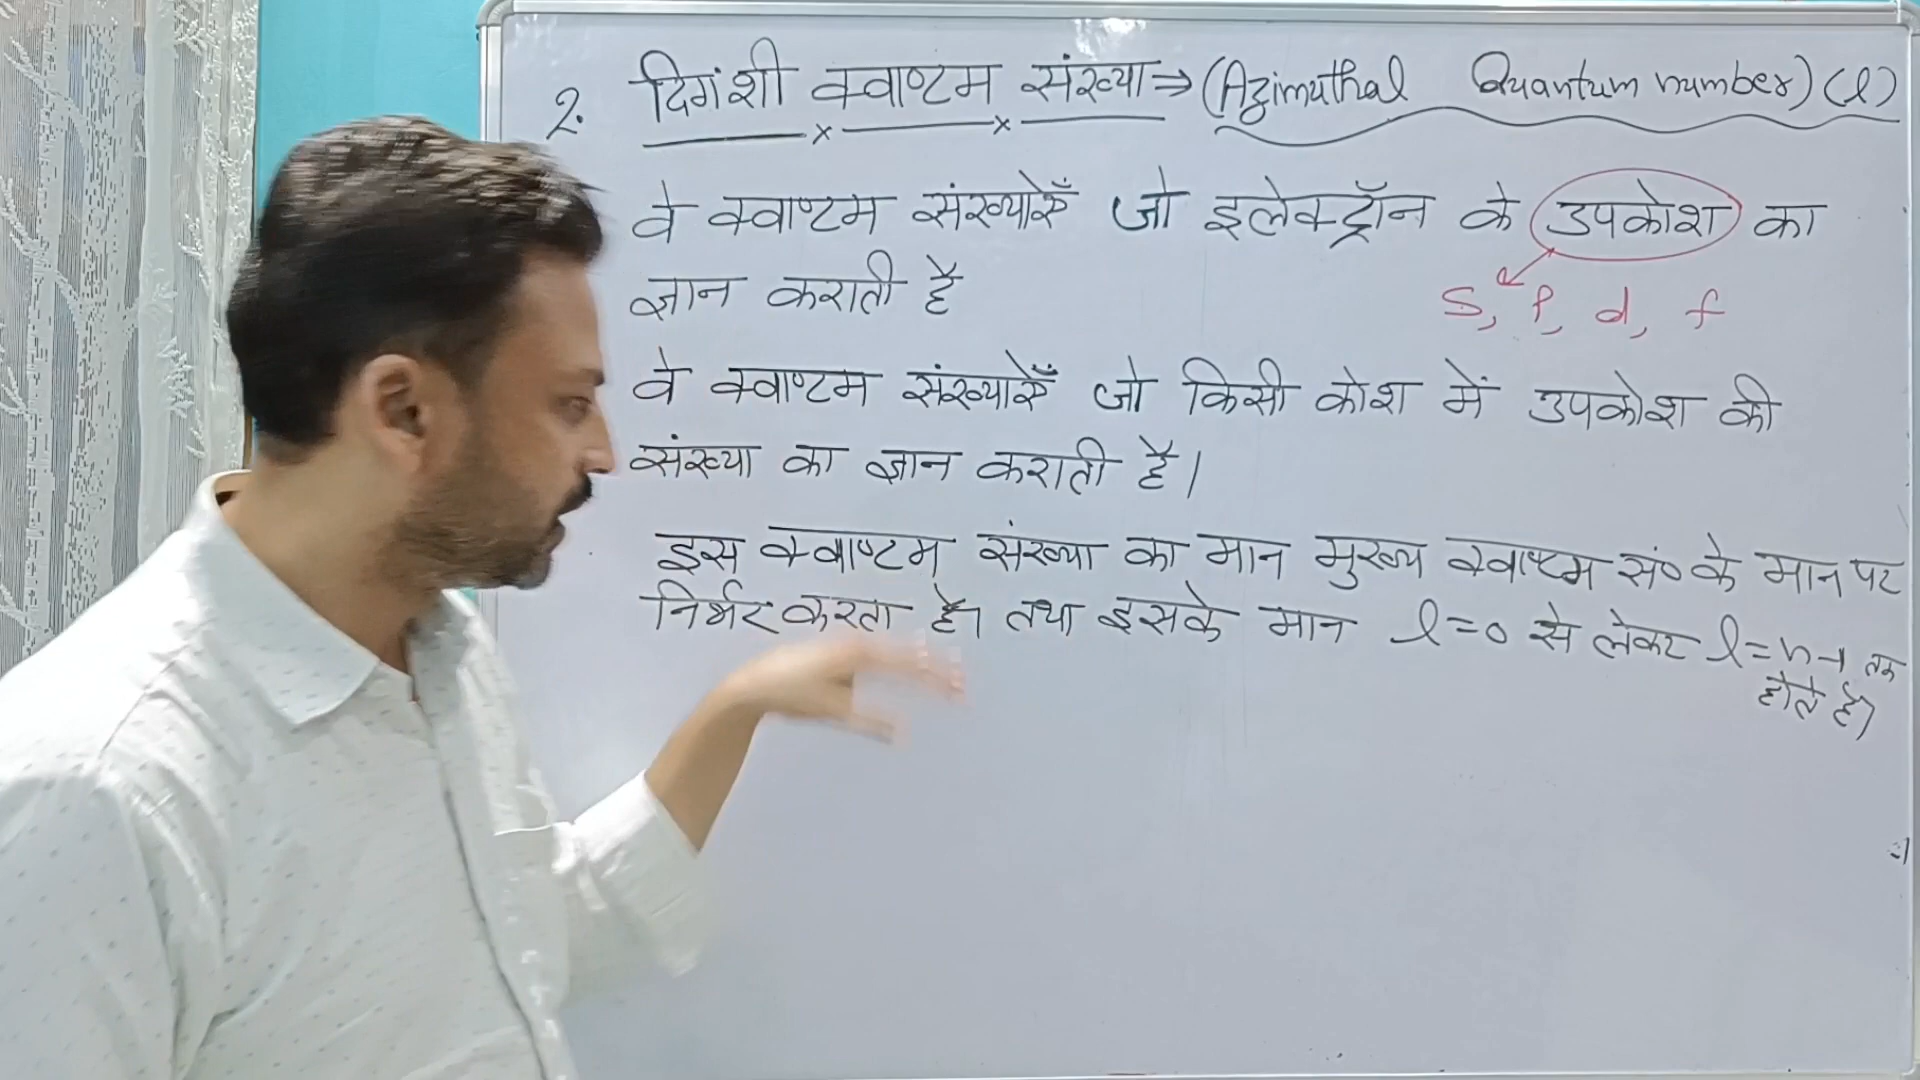 2. दिगंशी क्वाण्टम संख्या → (Azimuthal Quantum number) (l)
वे क्वाण्टम संख्याऐँ जो इलेक्ट्रॉन के उपकोश का
ज्ञान कराती है
s, p, d, f
वे क्वाण्टम संख्याऐँ जो किसी कोश में उपकोश की
संख्या का ज्ञान कराती है।
इस क्वाण्टम संख्या का मान मुख्य क्वाण्टम सं० के मान पर
निर्भर करता है। तथा इसके मान l=0 से लेकर l=n-1 तक
होते है।